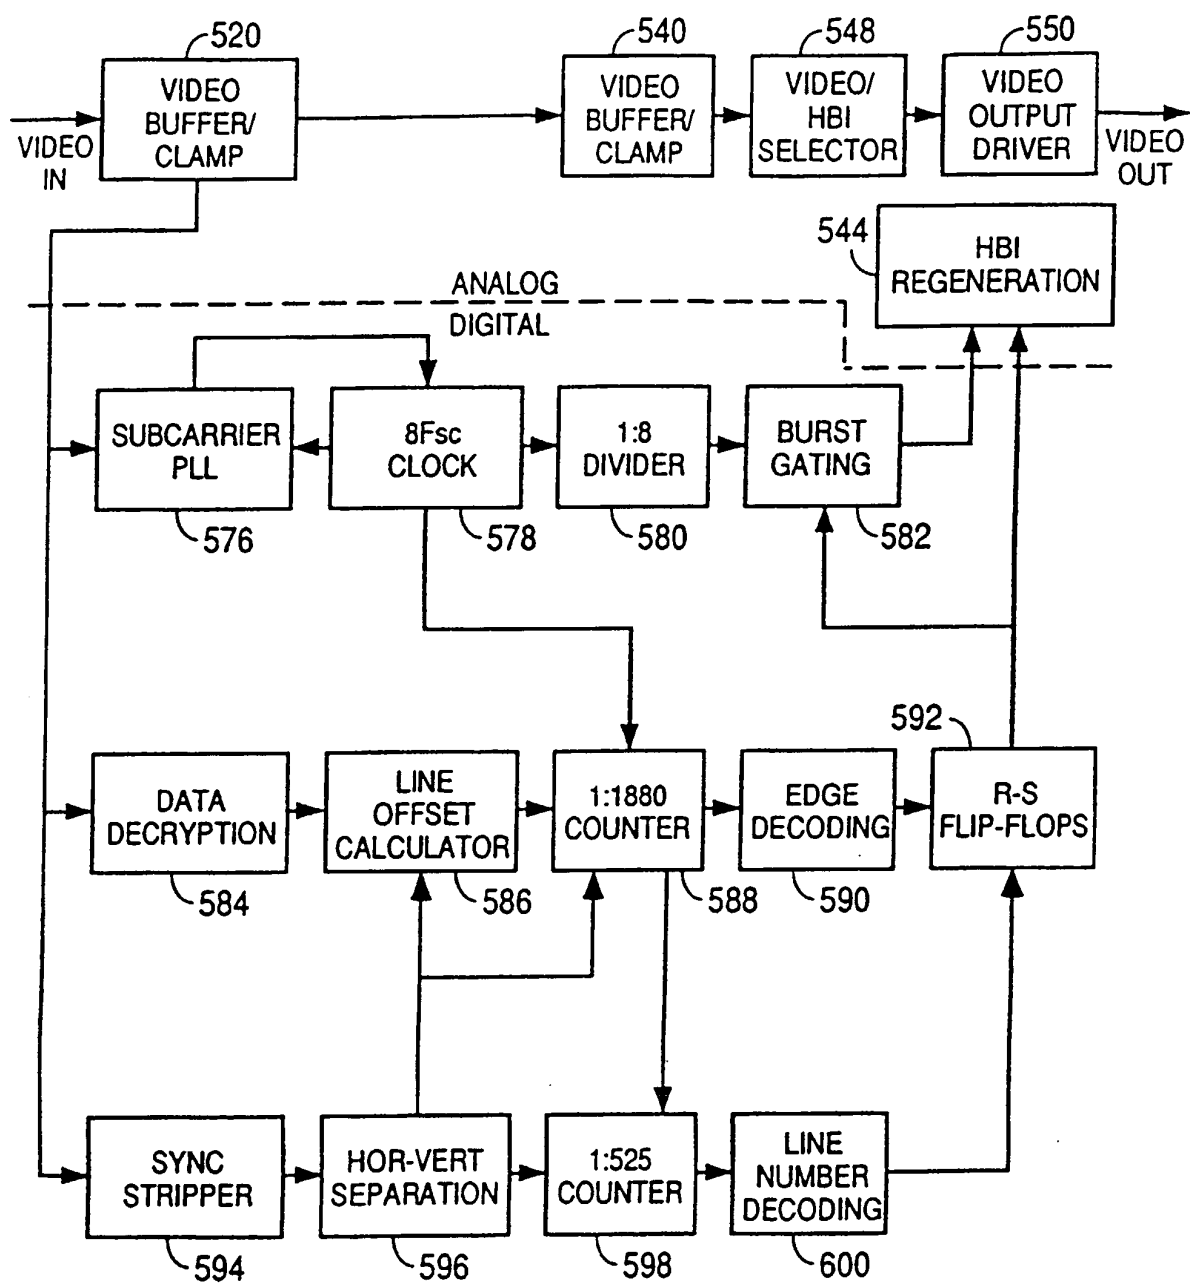 520
540
548
550
VIDEO
BUFFER/
CLAMP
VIDEO
BUFFER/
CLAMP
VIDEO/
HBI
SELECTOR
VIDEO
OUTPUT
DRIVER
VIDEO
IN
VIDEO
OUT
544
HBI
REGENERATION
ANALOG
DIGITAL
SUBCARRIER
PLL
8Fsc
CLOCK
1:8
DIVIDER
BURST
GATING
576
578
580
582
592
DATA
DECRYPTION
LINE
OFFSET
CALCULATOR
1:1880
COUNTER
EDGE
DECODING
R-S
FLIP-FLOPS
584
586
588
590
SYNC
STRIPPER
HOR-VERT
SEPARATION
1:525
COUNTER
LINE
NUMBER
DECODING
594
596
598
600